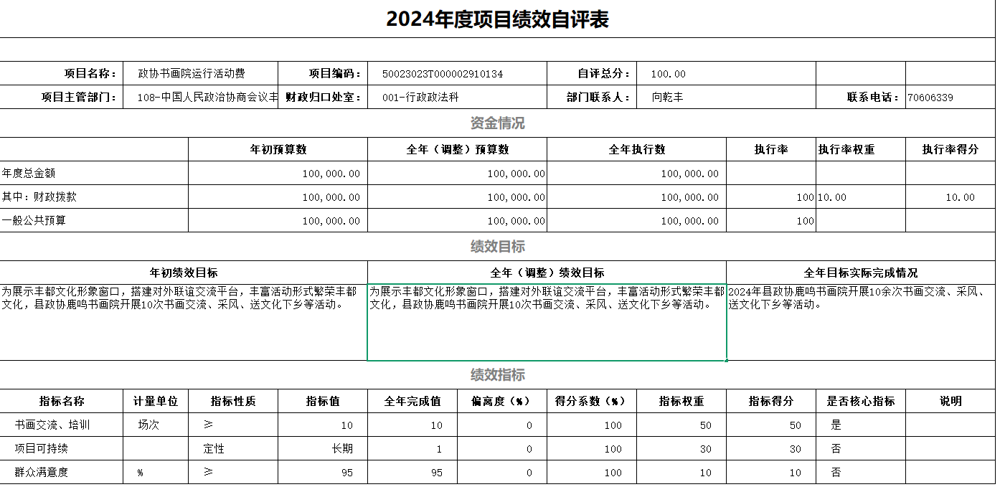 2024年度项目绩效自评表
项目名称： 政协书画院运行活动费 项目编码： 50023023T000002910134 自评总分： 100.00
项目主管部门： 108-中国人民政治协商会议丰 财政归口处室： 001-行政政法科 部门联系人： 向乾丰 联系电话： 70606339
资金情况
年初预算数 全年（调整）预算数 全年执行数 执行率 执行率权重 执行率得分
年度总金额 100,000.00 100,000.00 100,000.00
其中：财政拨款 100,000.00 100,000.00 100,000.00 100 10.00 10.00
一般公共预算 100,000.00 100,000.00 100,000.00 100
绩效目标
年初绩效目标 全年（调整）绩效目标 全年目标实际完成情况
为展示丰都文化形象窗口，搭建对外联谊交流平台，丰富活动形式繁荣丰都
文化，县政协鹿鸣书画院开展10次书画交流、采风、送文化下乡等活动。
为展示丰都文化形象窗口，搭建对外联谊交流平台，丰富活动形式繁荣丰都
文化，县政协鹿鸣书画院开展10次书画交流、采风、送文化下乡等活动。
2024年县政协鹿鸣书画院开展10余次书画交流、采风、
送文化下乡等活动。
绩效指标
指标名称 计量单位 指标性质 指标值 全年完成值 偏离度（%） 得分系数（%） 指标权重 指标得分 是否核心指标 说明
书画交流、培训 场次 ≥ 10 10 0 100 50 50 是
项目可持续 定性 长期 1 0 100 30 30 否
群众满意度 % ≥ 95 95 0 100 10 10 否